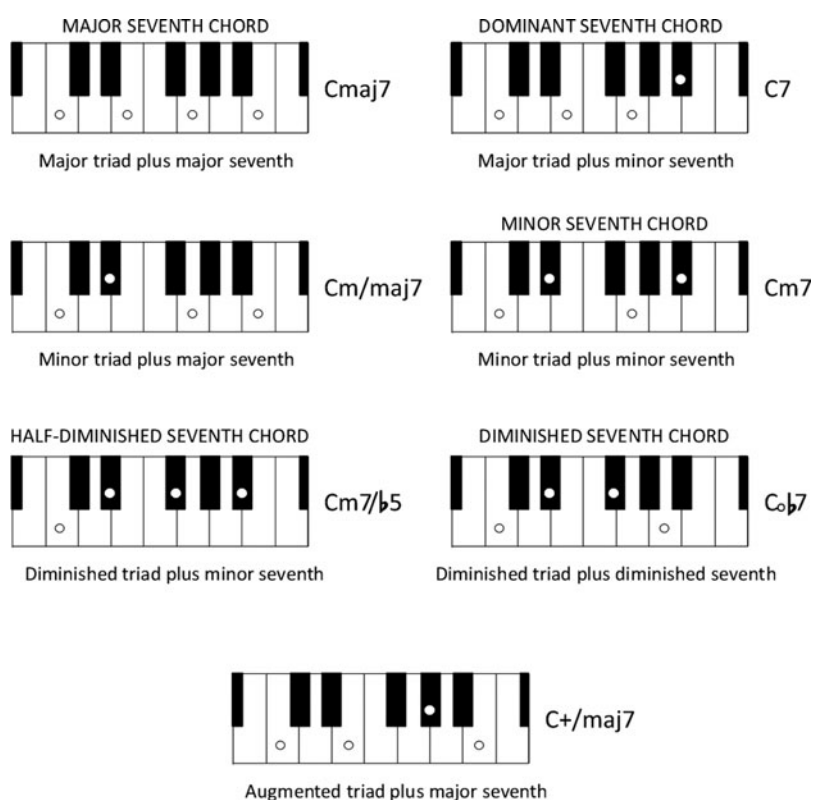 MAJOR SEVENTH CHORD
Cmaj7
Major triad plus major seventh
DOMINANT SEVENTH CHORD
C7
Major triad plus minor seventh
Cm/maj7
Minor triad plus major seventh
MINOR SEVENTH CHORD
Cm7
Minor triad plus minor seventh
HALF-DIMINISHED SEVENTH CHORD
Cm7/♭5
Diminished triad plus minor seventh
DIMINISHED SEVENTH CHORD
Co♭7
Diminished triad plus diminished seventh
C+/maj7
Augmented triad plus major seventh